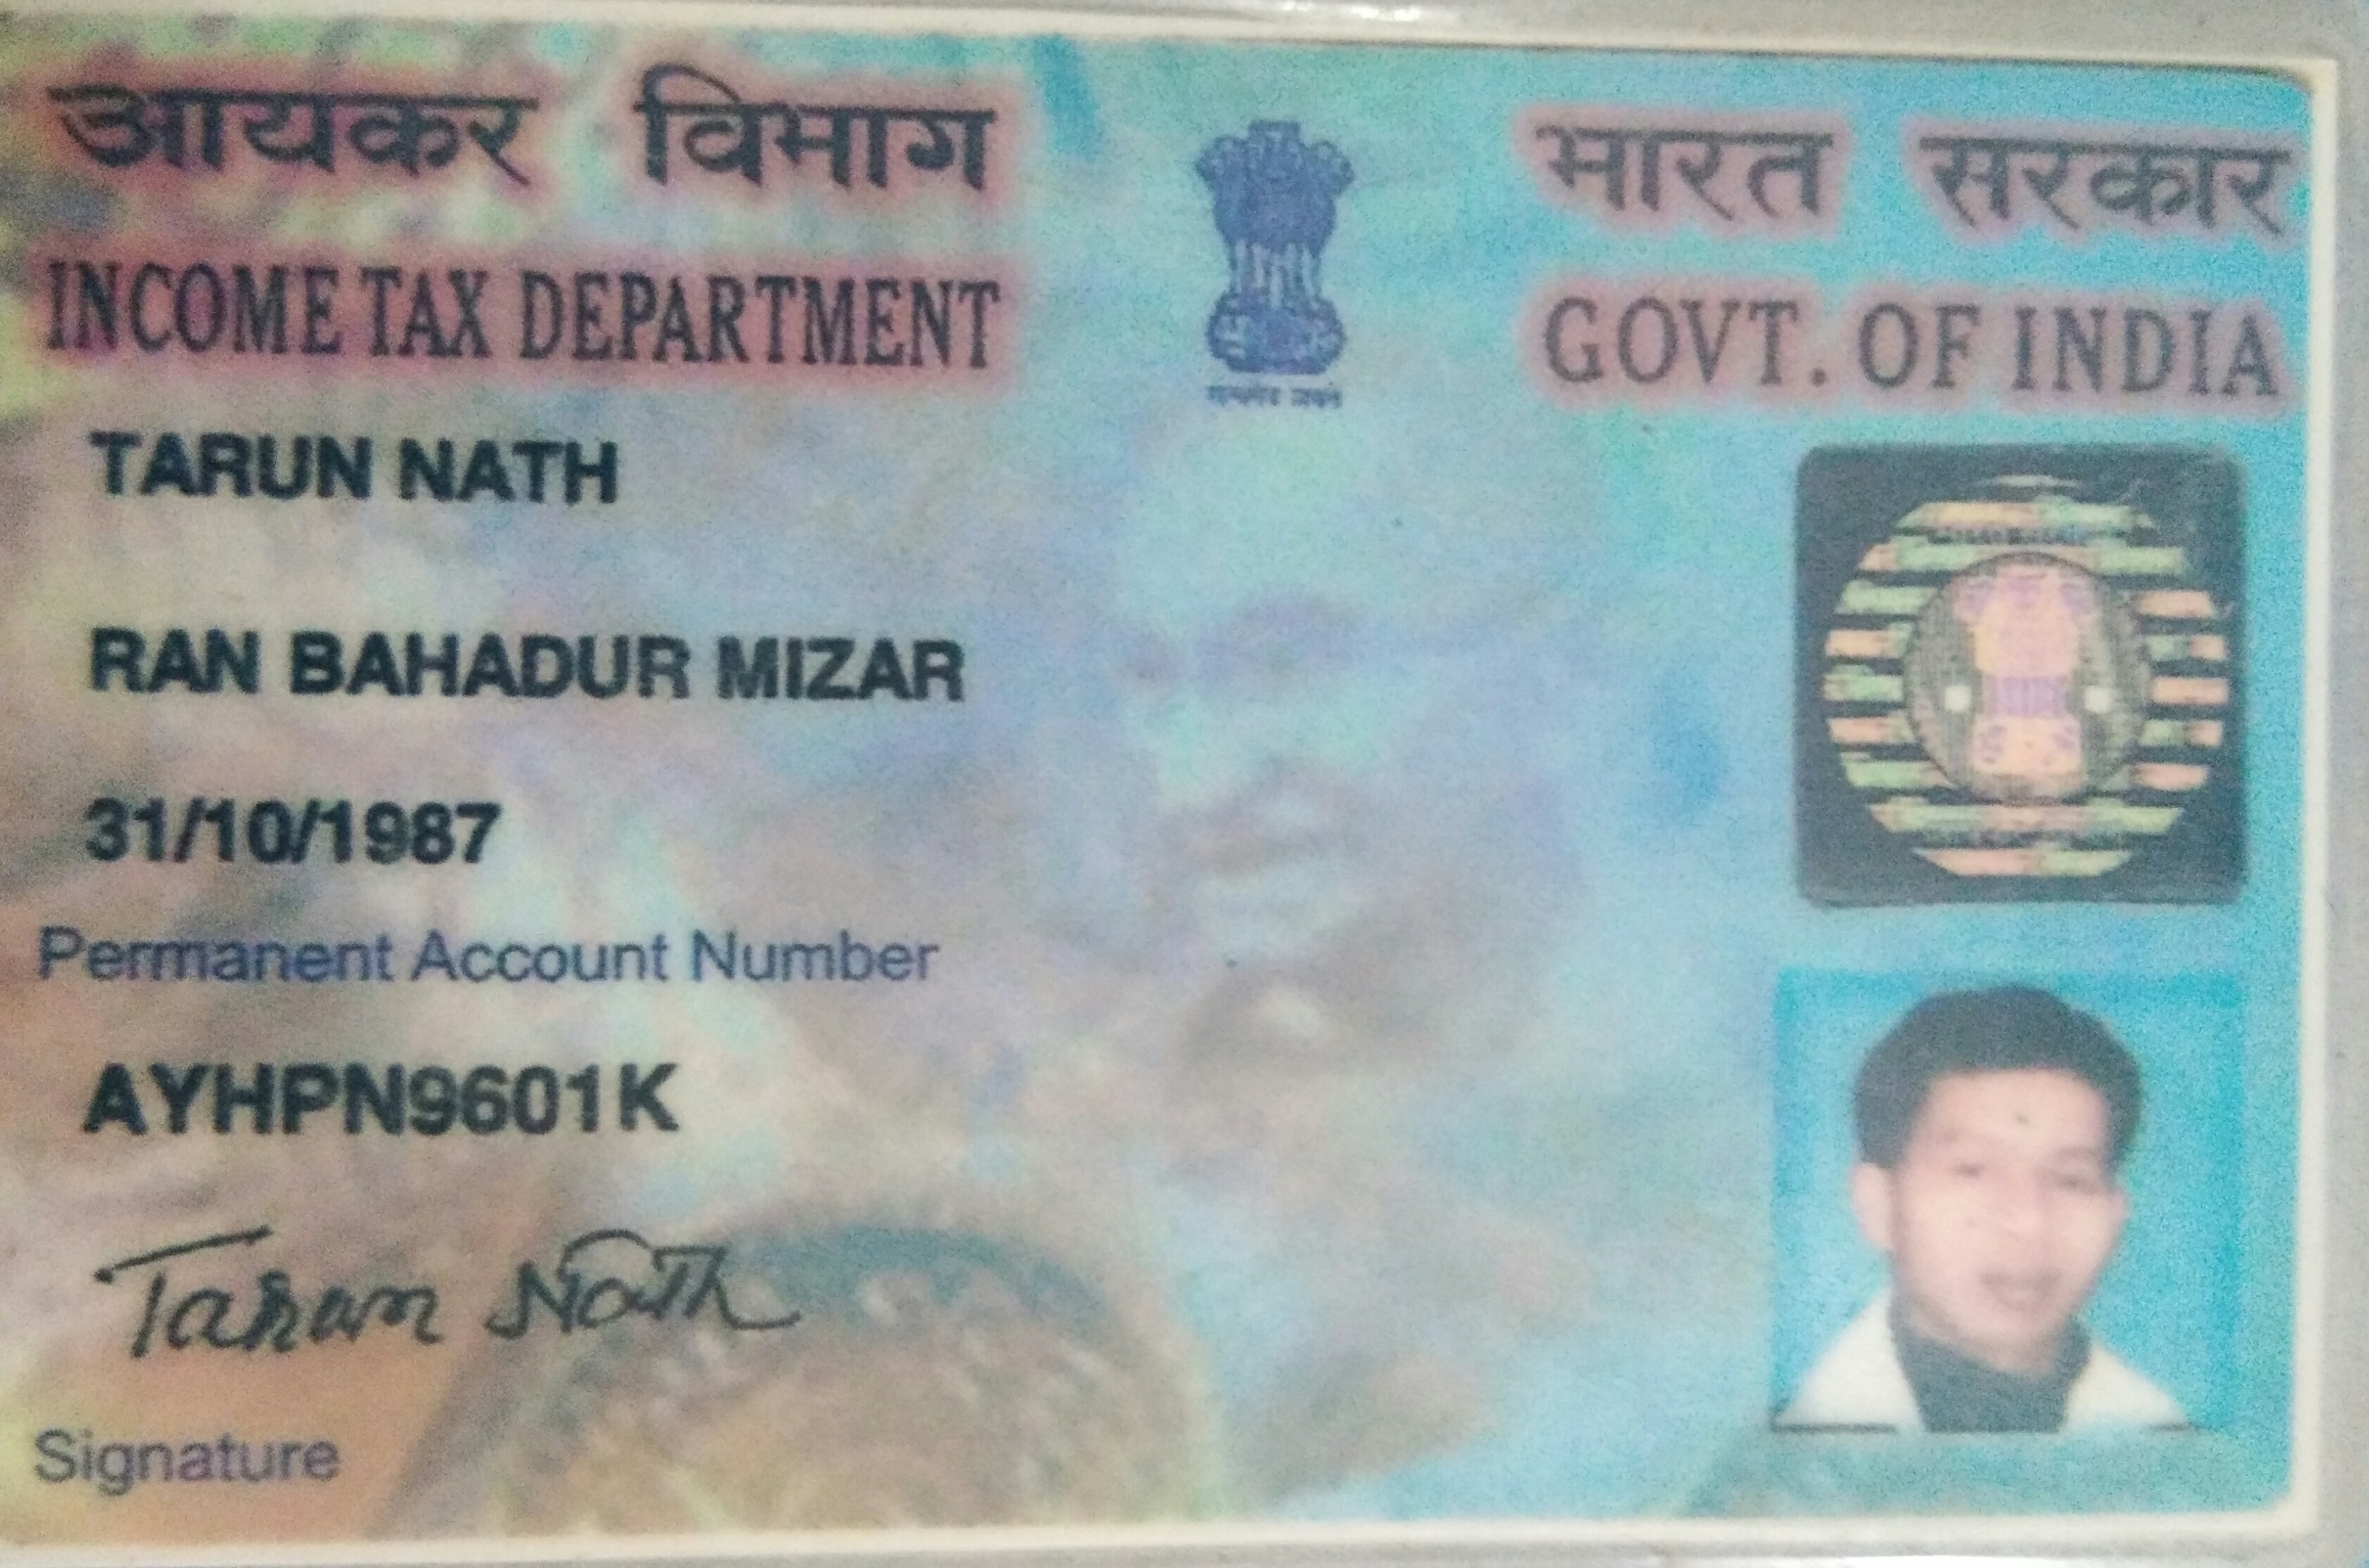 आयकर विभाग
INCOME TAX DEPARTMENT
भारत सरकार
GOVT. OF INDIA
सत्यमेव जयते
TARUN NATH
RAN BAHADUR MIZAR
31/10/1987
Permanent Account Number
AYHPN9601K
Tarun Nath
Signature